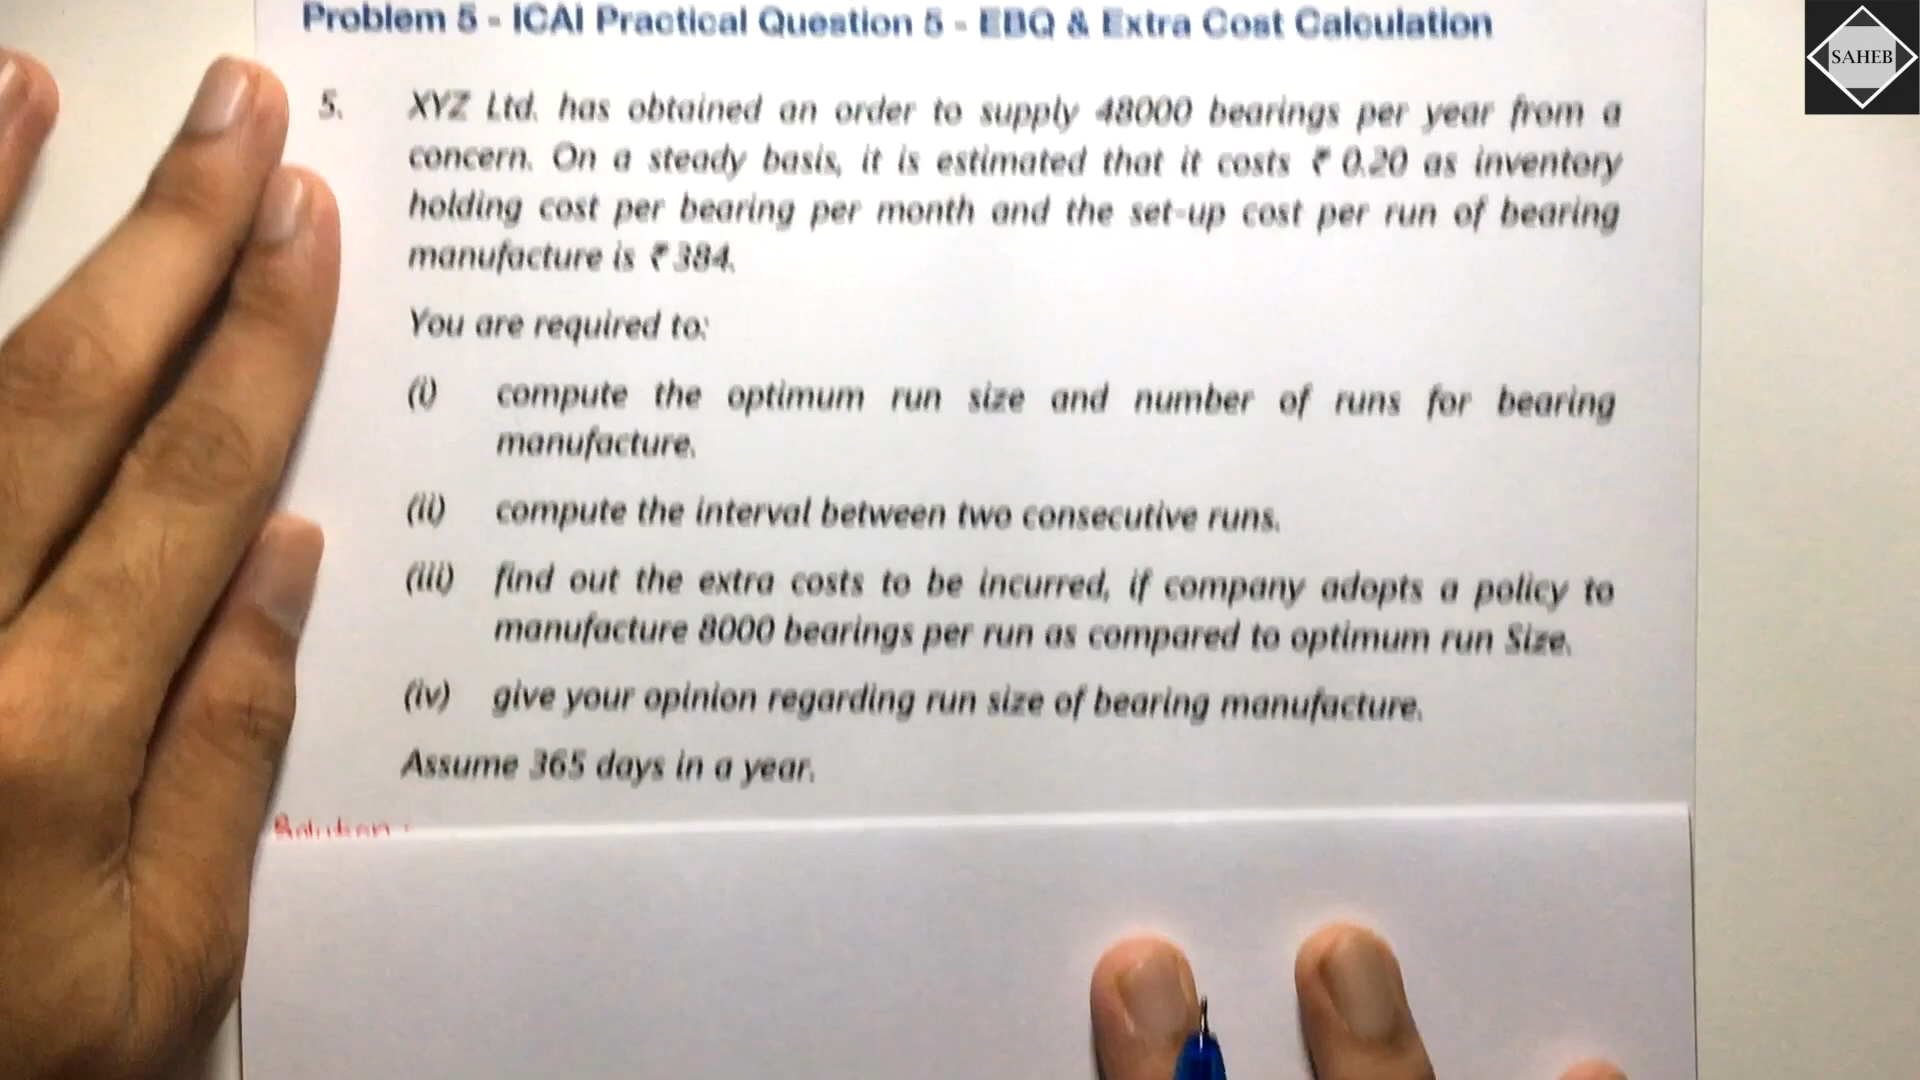 Problem 5 - ICAI Practical Question 5 - EBQ & Extra Cost Calculation
SAHEB
5. XYZ Ltd. has obtained an order to supply 48000 bearings per year from a
concern. On a steady basis, it is estimated that it costs ₹ 0.20 as inventory
holding cost per bearing per month and the set-up cost per run of bearing
manufacture is ₹ 384.
You are required to:
(i) compute the optimum run size and number of runs for bearing
manufacture.
(ii) compute the interval between two consecutive runs.
(iii) find out the extra costs to be incurred, if company adopts a policy to
manufacture 8000 bearings per run as compared to optimum run Size.
(iv) give your opinion regarding run size of bearing manufacture.
Assume 365 days in a year.
Solution :